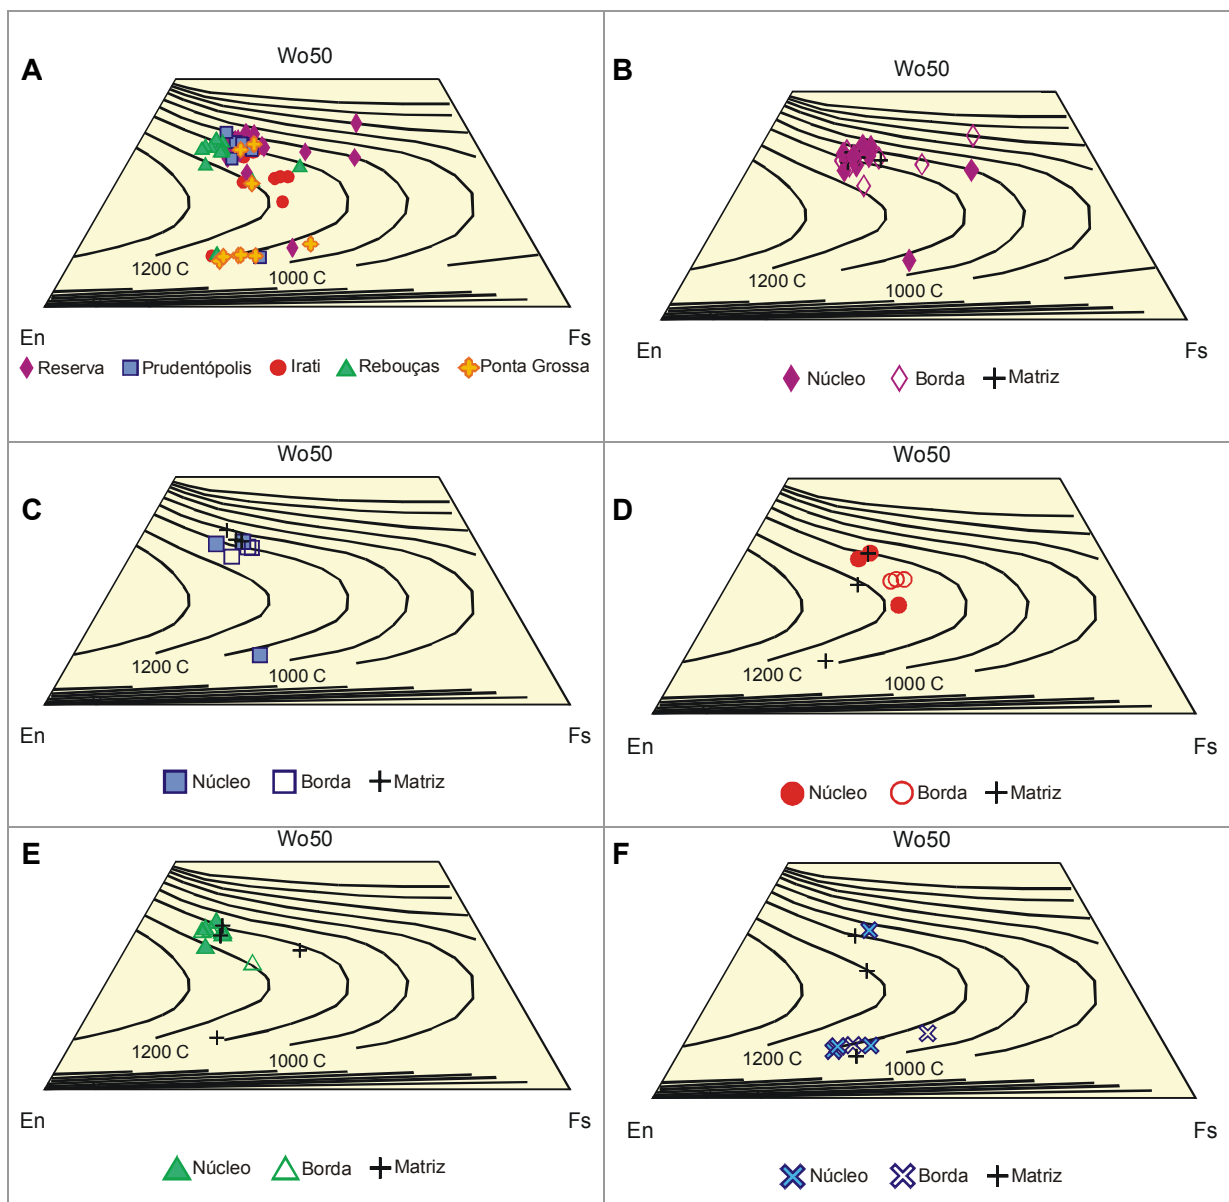 A
Wo50
1200 C
1000 C
En
Fs
Reserva Prudentópolis Irati Rebouças Ponta Grossa
B
Wo50
1200 C
1000 C
En
Fs
Núcleo Borda Matriz
C
Wo50
1200 C
1000 C
En
Fs
Núcleo Borda Matriz
D
Wo50
1200 C
1000 C
En
Fs
Núcleo Borda Matriz
E
Wo50
1200 C
1000 C
En
Fs
Núcleo Borda Matriz
F
Wo50
1200 C
1000 C
En
Fs
Núcleo Borda Matriz